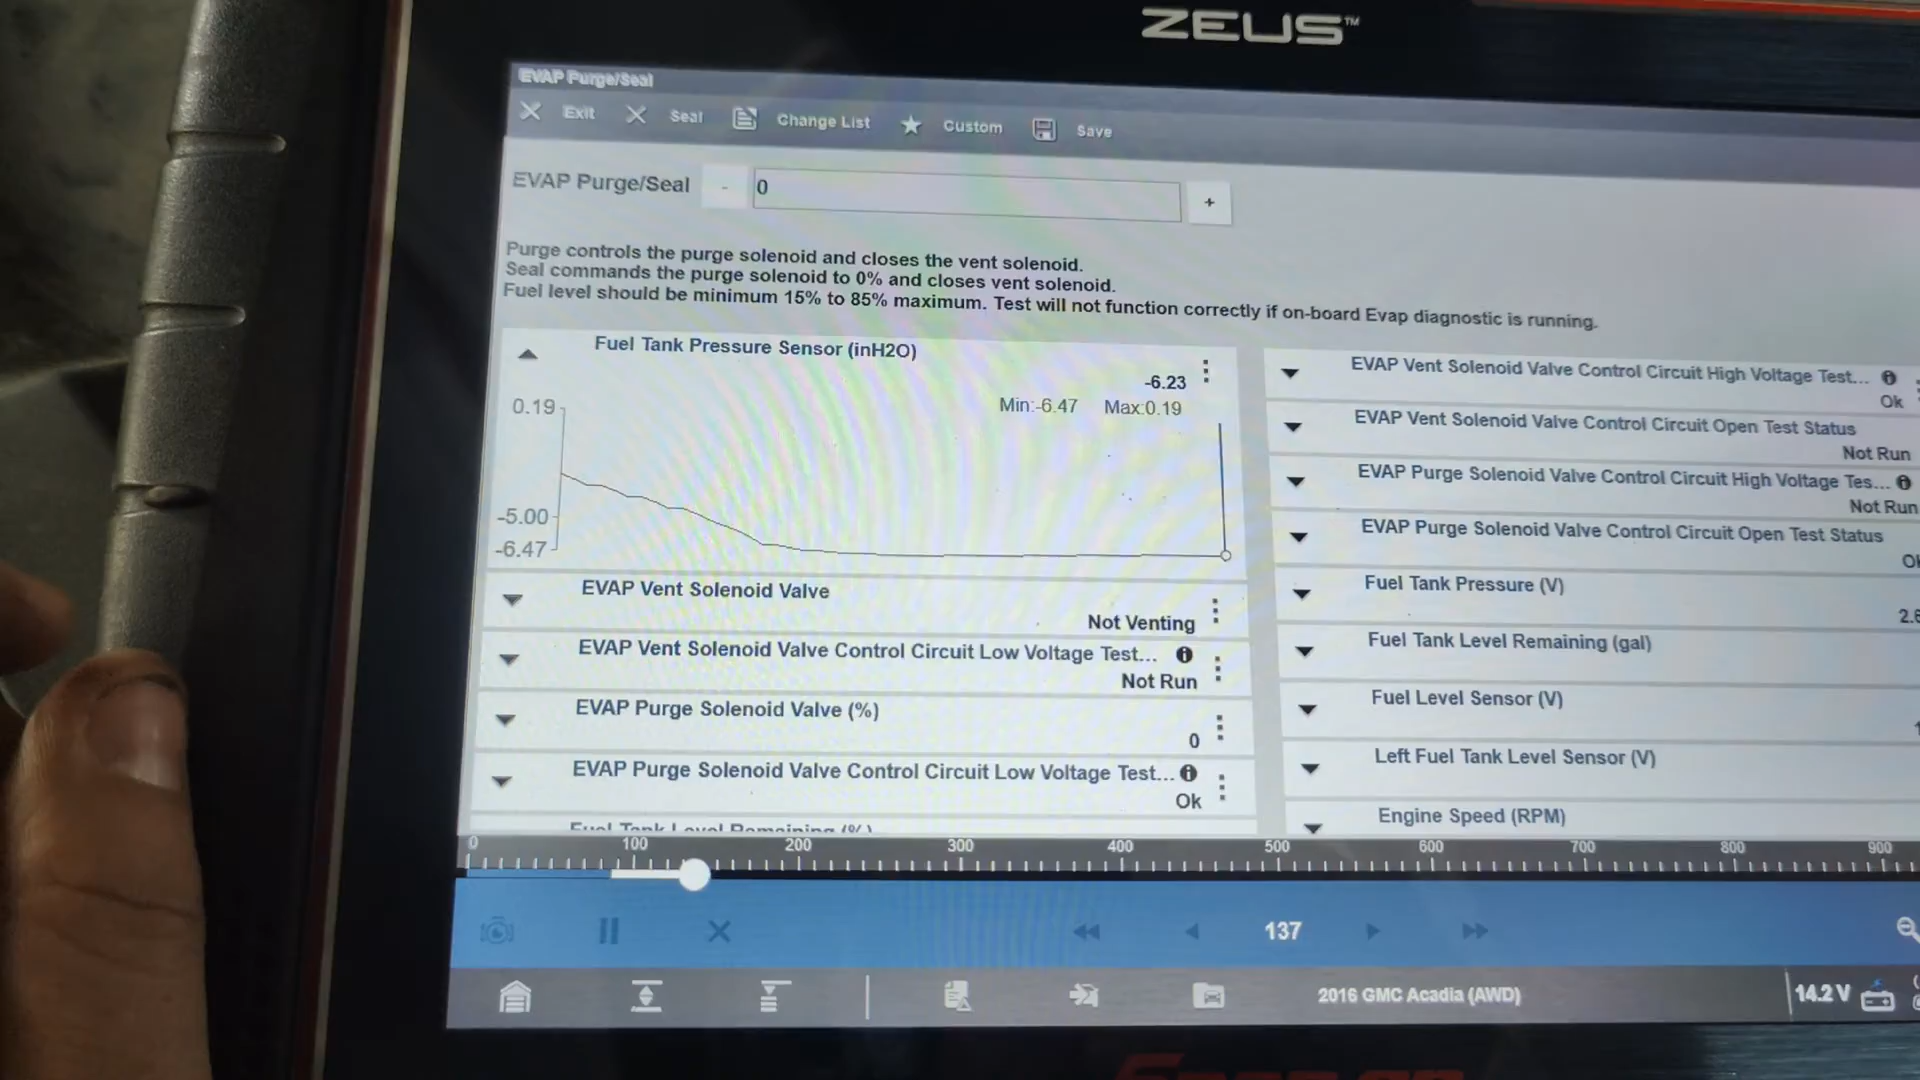 ZEUS™
EVAP Purge/Seal
Exit
Seal
Change List
Custom
Save
EVAP Purge/Seal
-
0
+
Purge controls the purge solenoid and closes the vent solenoid.
Seal commands the purge solenoid to 0% and closes vent solenoid.
Fuel level should be minimum 15% to 85% maximum. Test will not function correctly if on-board Evap diagnostic is running.
Fuel Tank Pressure Sensor (inH2O)
-6.23
Min:-6.47 Max:0.19
0.19
-5.00
-6.47
EVAP Vent Solenoid Valve
Not Venting
EVAP Vent Solenoid Valve Control Circuit Low Voltage Test...
Not Run
EVAP Purge Solenoid Valve (%)
0
EVAP Purge Solenoid Valve Control Circuit Low Voltage Test...
Ok
Fuel Tank Level Remaining (%)
EVAP Vent Solenoid Valve Control Circuit High Voltage Test...
Ok
EVAP Vent Solenoid Valve Control Circuit Open Test Status
Not Run
EVAP Purge Solenoid Valve Control Circuit High Voltage Tes...
Not Run
EVAP Purge Solenoid Valve Control Circuit Open Test Status
Ok
Fuel Tank Pressure (V)
2.6
Fuel Tank Level Remaining (gal)
Fuel Level Sensor (V)
Left Fuel Tank Level Sensor (V)
Engine Speed (RPM)
0 100 200 300 400 500 600 700 800 900
137
2016 GMC Acadia (AWD)
14.2 V